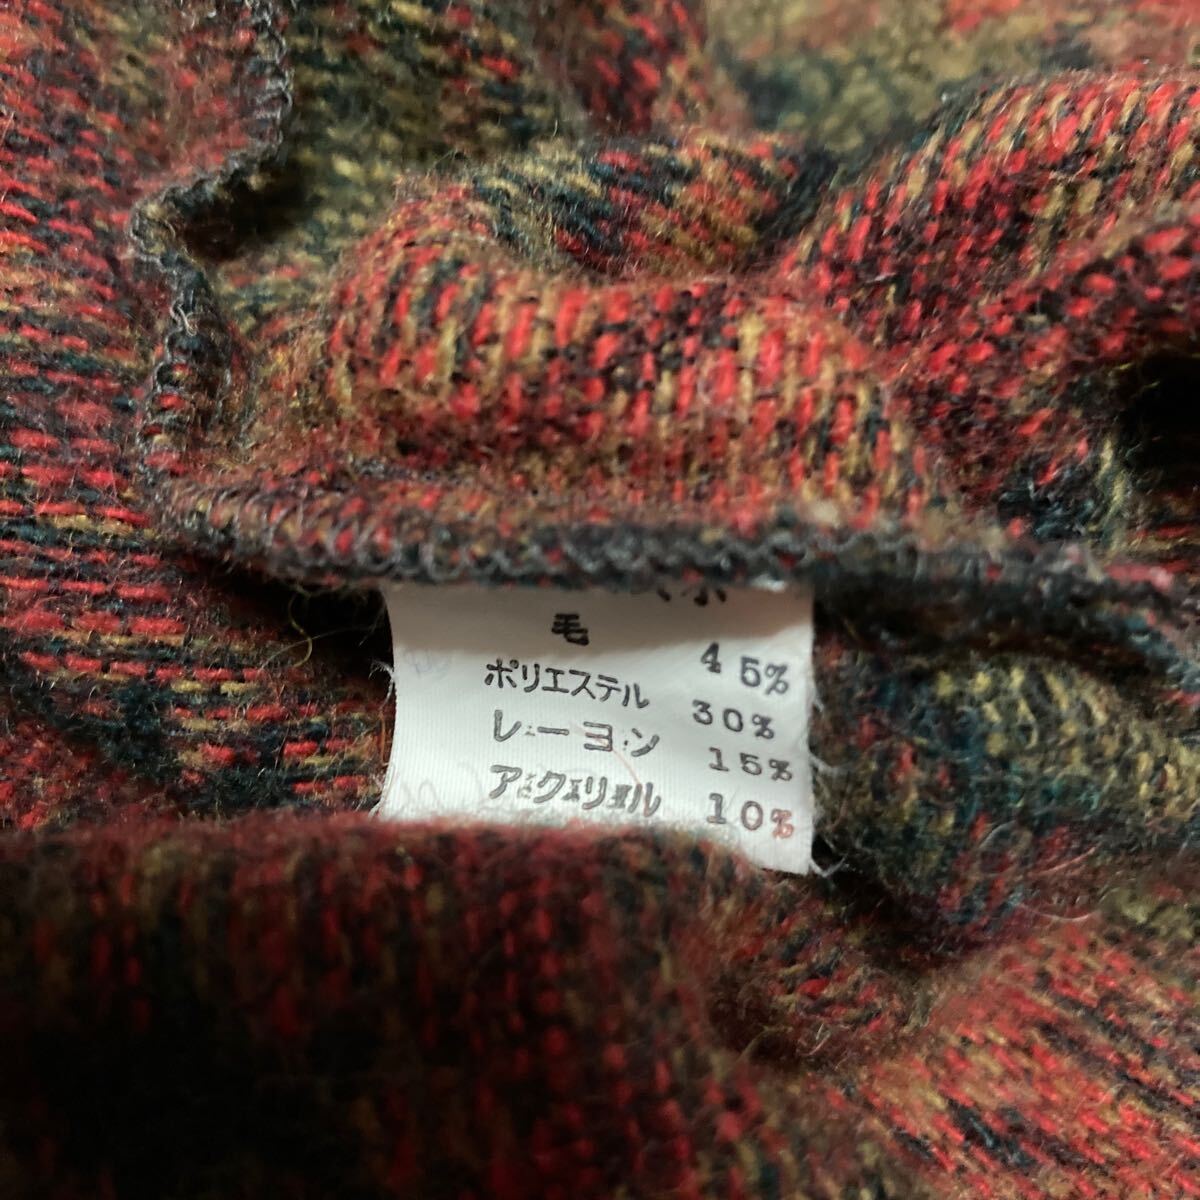 毛 45%
ポリエステル 30%
レーヨン 15%
アクリル 10%